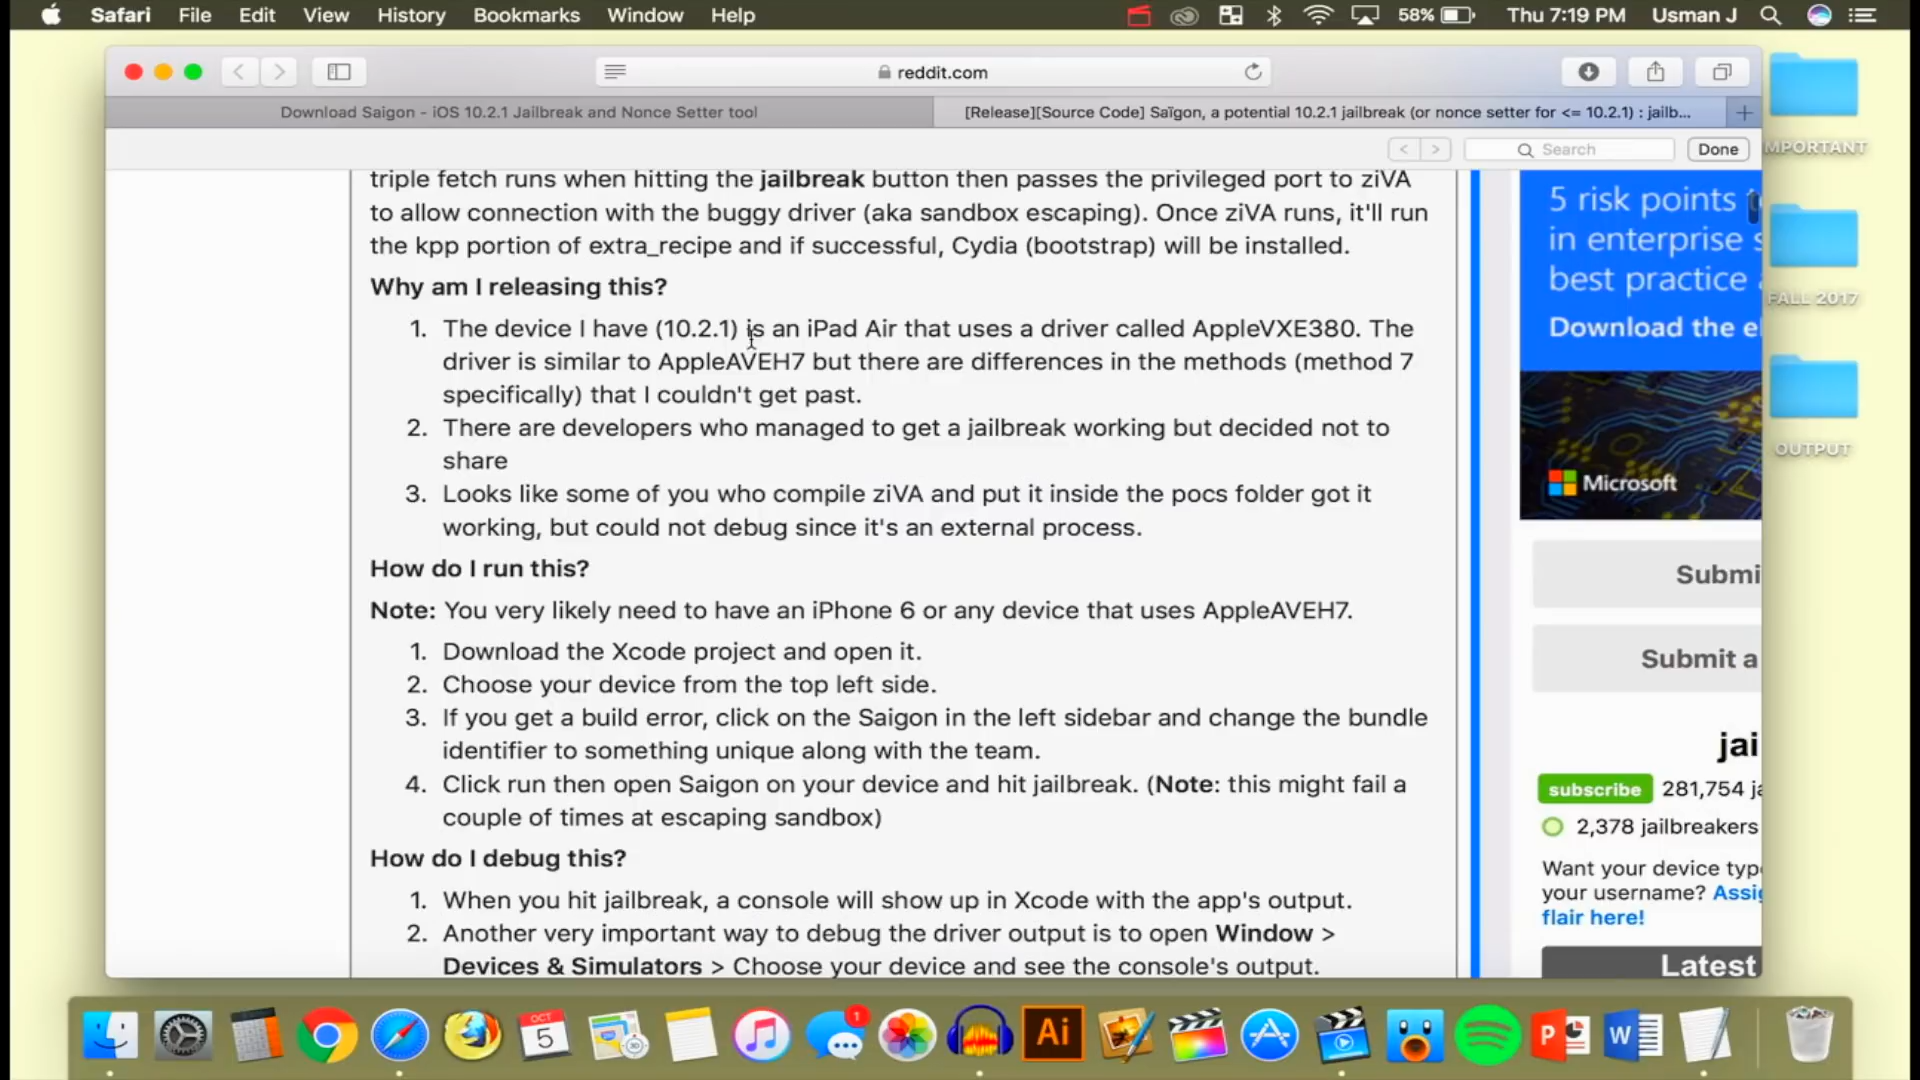 Safari File Edit View History Bookmarks Window Help 58% Thu 7:19 PM Usman J
reddit.com
Download Saigon - iOS 10.2.1 Jailbreak and Nonce Setter tool
[Release][Source Code] Saïgon, a potential 10.2.1 jailbreak (or nonce setter for <= 10.2.1) : jailb...
Search
Done
triple fetch runs when hitting the jailbreak button then passes the privileged port to ziVA
to allow connection with the buggy driver (aka sandbox escaping). Once ziVA runs, it'll run
the kpp portion of extra_recipe and if successful, Cydia (bootstrap) will be installed.
Why am I releasing this?
1. The device I have (10.2.1) is an iPad Air that uses a driver called AppleVXE380. The
driver is similar to AppleAVEH7 but there are differences in the methods (method 7
specifically) that I couldn't get past.
2. There are developers who managed to get a jailbreak working but decided not to
share
3. Looks like some of you who compile ziVA and put it inside the pocs folder got it
working, but could not debug since it's an external process.
How do I run this?
Note: You very likely need to have an iPhone 6 or any device that uses AppleAVEH7.
1. Download the Xcode project and open it.
2. Choose your device from the top left side.
3. If you get a build error, click on the Saigon in the left sidebar and change the bundle
identifier to something unique along with the team.
4. Click run then open Saigon on your device and hit jailbreak. (Note: this might fail a
couple of times at escaping sandbox)
How do I debug this?
1. When you hit jailbreak, a console will show up in Xcode with the app's output.
2. Another very important way to debug the driver output is to open Window >
Devices & Simulators > Choose your device and see the console's output.
5 risk points t
in enterprise s
best practice a
Download the el
Microsoft
Submi
Submit a
jai
subscribe 281,754 ja
2,378 jailbreakers
Want your device typ
your username? Assig
flair here!
Latest
MPORTANT
FALL 2017
OUTPUT
OCT
5
3D
1
Ai
P
W